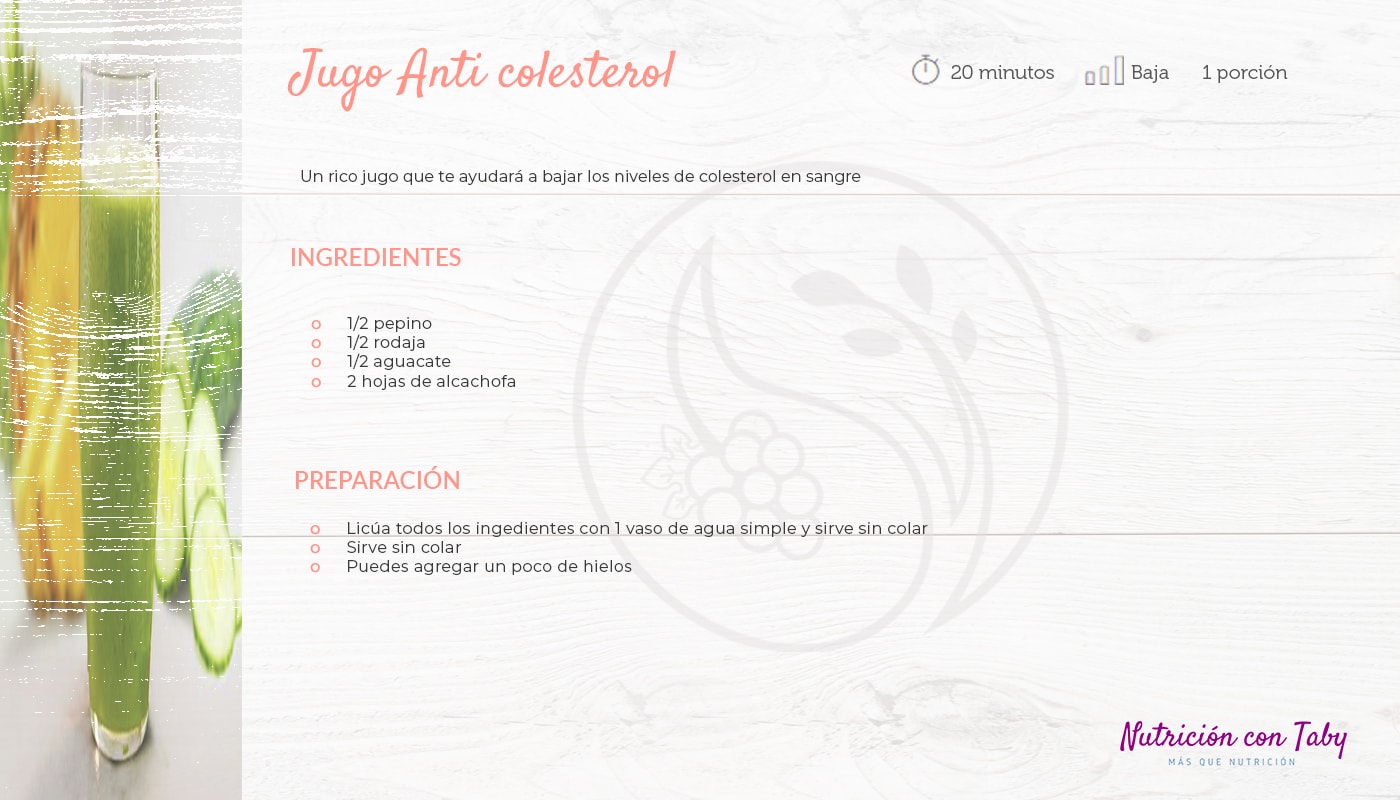 Jugo Anti colesterol
20 minutos Baja 1 porción
Un rico jugo que te ayudará a bajar los niveles de colesterol en sangre
INGREDIENTES
o 1/2 pepino
o 1/2 rodaja
o 1/2 aguacate
o 2 hojas de alcachofa
PREPARACIÓN
o Licúa todos los ingedientes con 1 vaso de agua simple y sirve sin colar
o Sirve sin colar
o Puedes agregar un poco de hielos
Nutrición con Taby
MÁS QUE NUTRICIÓN